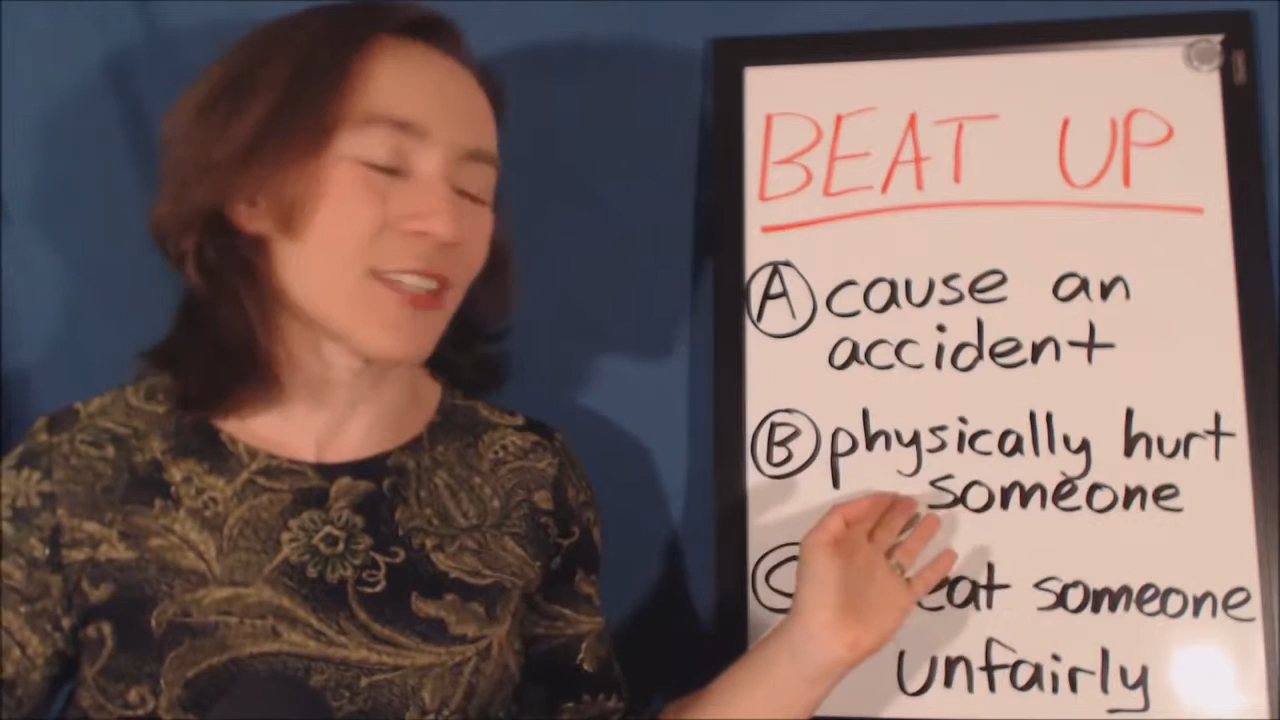 BEAT UP
A cause an
accident
B physically hurt
someone
C someone
unfairly